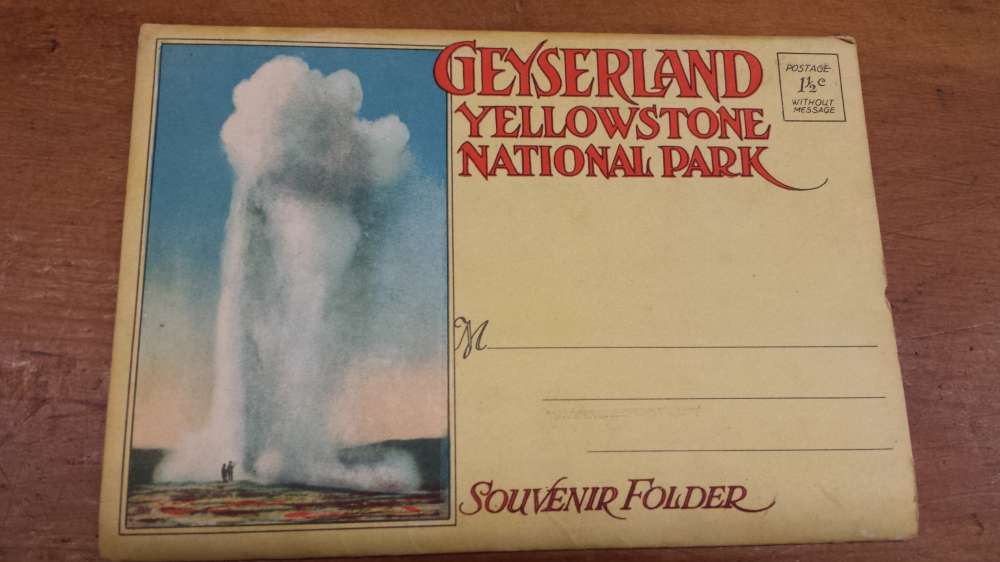 GEYSERLAND
YELLOWSTONE
NATIONAL PARK
POSTAGE
1½c
WITHOUT
MESSAGE
M
SOUVENIR FOLDER